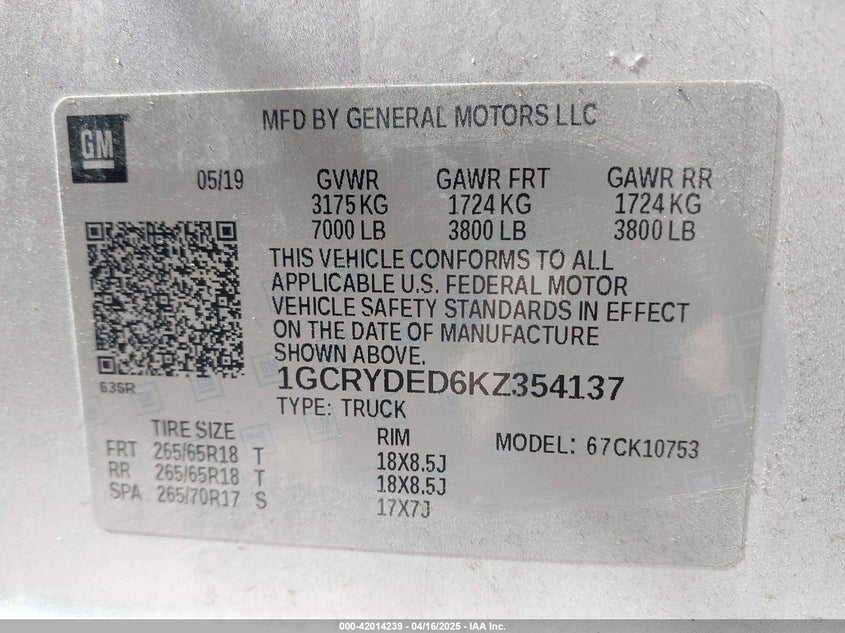 GM
MFD BY GENERAL MOTORS LLC
05/19 GVWR GAWR FRT GAWR RR
3175 KG 1724 KG 1724 KG
7000 LB 3800 LB 3800 LB
THIS VEHICLE CONFORMS TO ALL
APPLICABLE U.S. FEDERAL MOTOR
VEHICLE SAFETY STANDARDS IN EFFECT
ON THE DATE OF MANUFACTURE
SHOWN ABOVE.
63SR
1GCRYDED6KZ354137
TYPE: TRUCK
TIRE SIZE RIM MODEL: 67CK10753
FRT 265/65R18 T 18X8.5J
RR 265/65R18 T 18X8.5J
SPA 265/70R17 S 17X7J
000-42014239 - 04/16/2025 - IAA Inc.